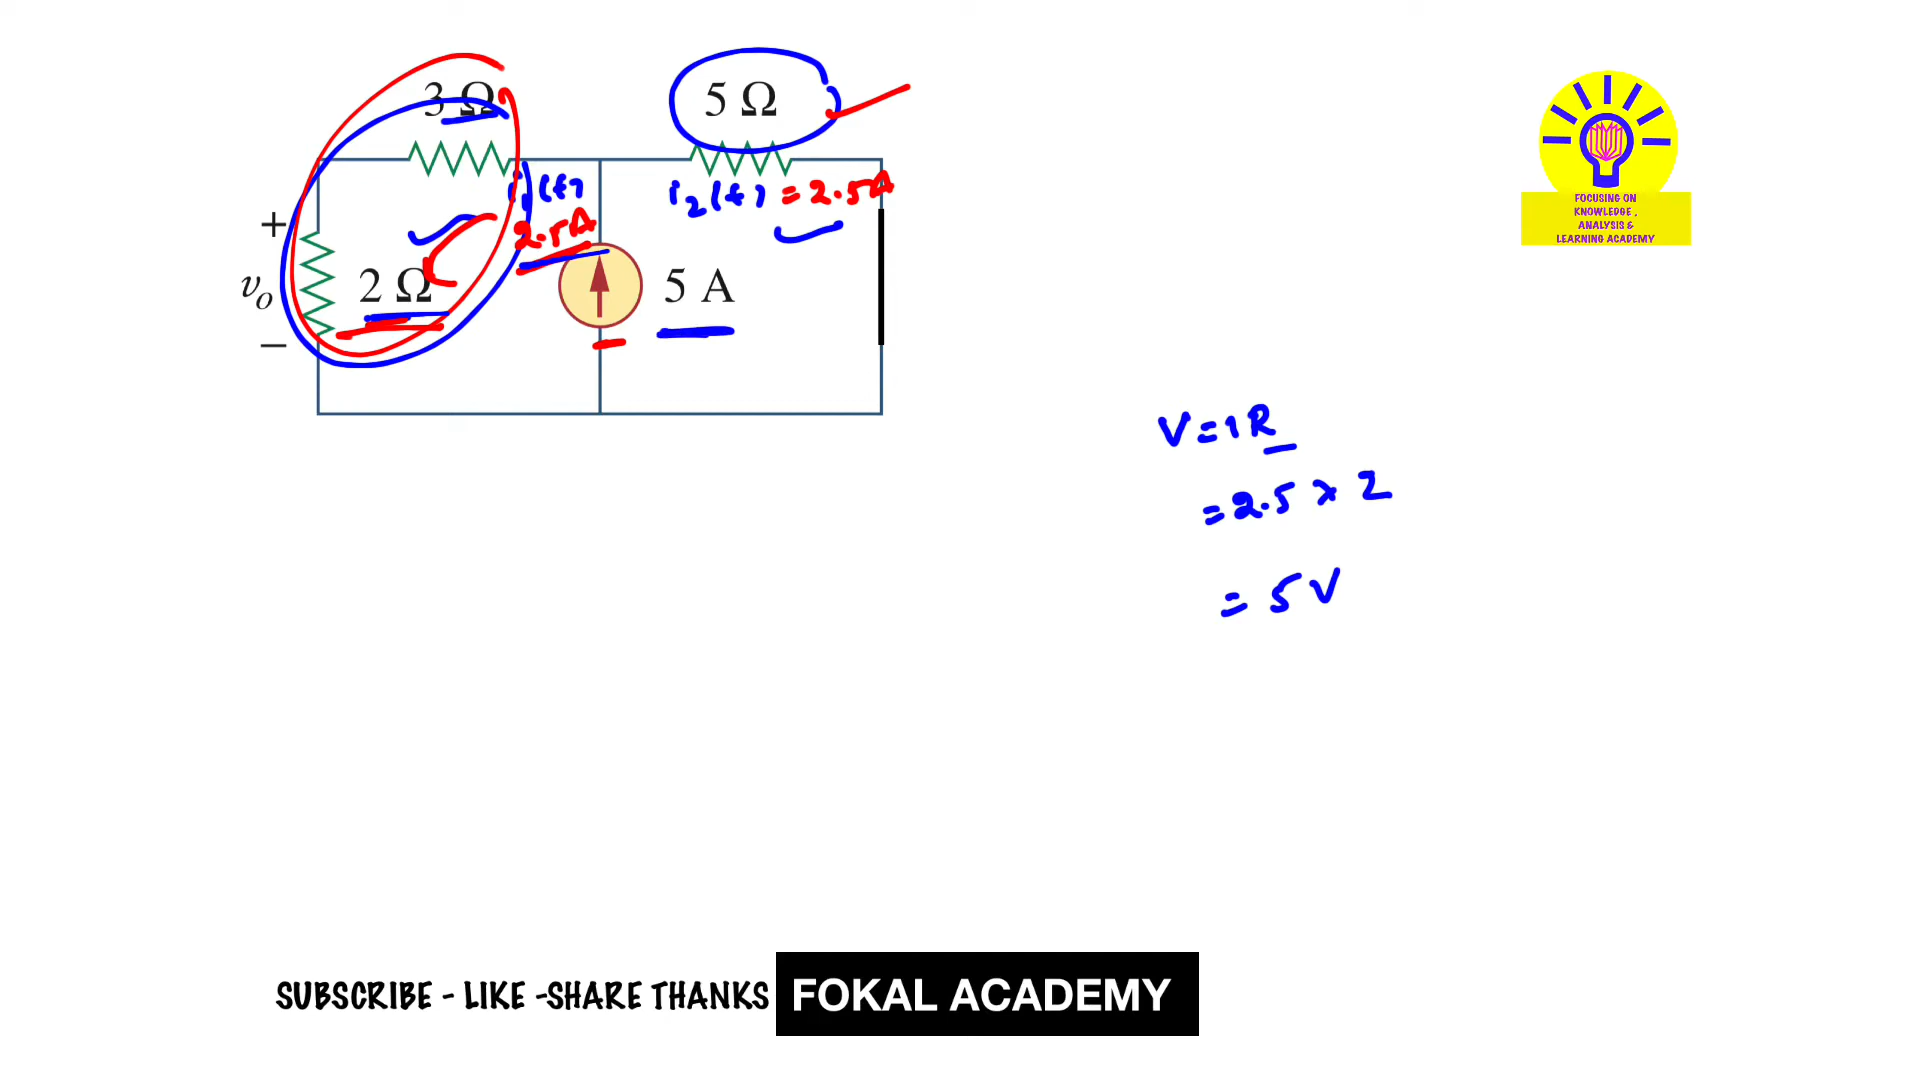 3 Ω
5 Ω
i₁(t)
2.5A
i₂(t) = 2.5A
+
vₒ
−
2 Ω
5 A
V = IR
= 2.5 × 2
= 5 V
FOCUSING ON
KNOWLEDGE ,
ANALYSIS &
LEARNING ACADEMY
SUBSCRIBE - LIKE -SHARE THANKS
FOKAL ACADEMY